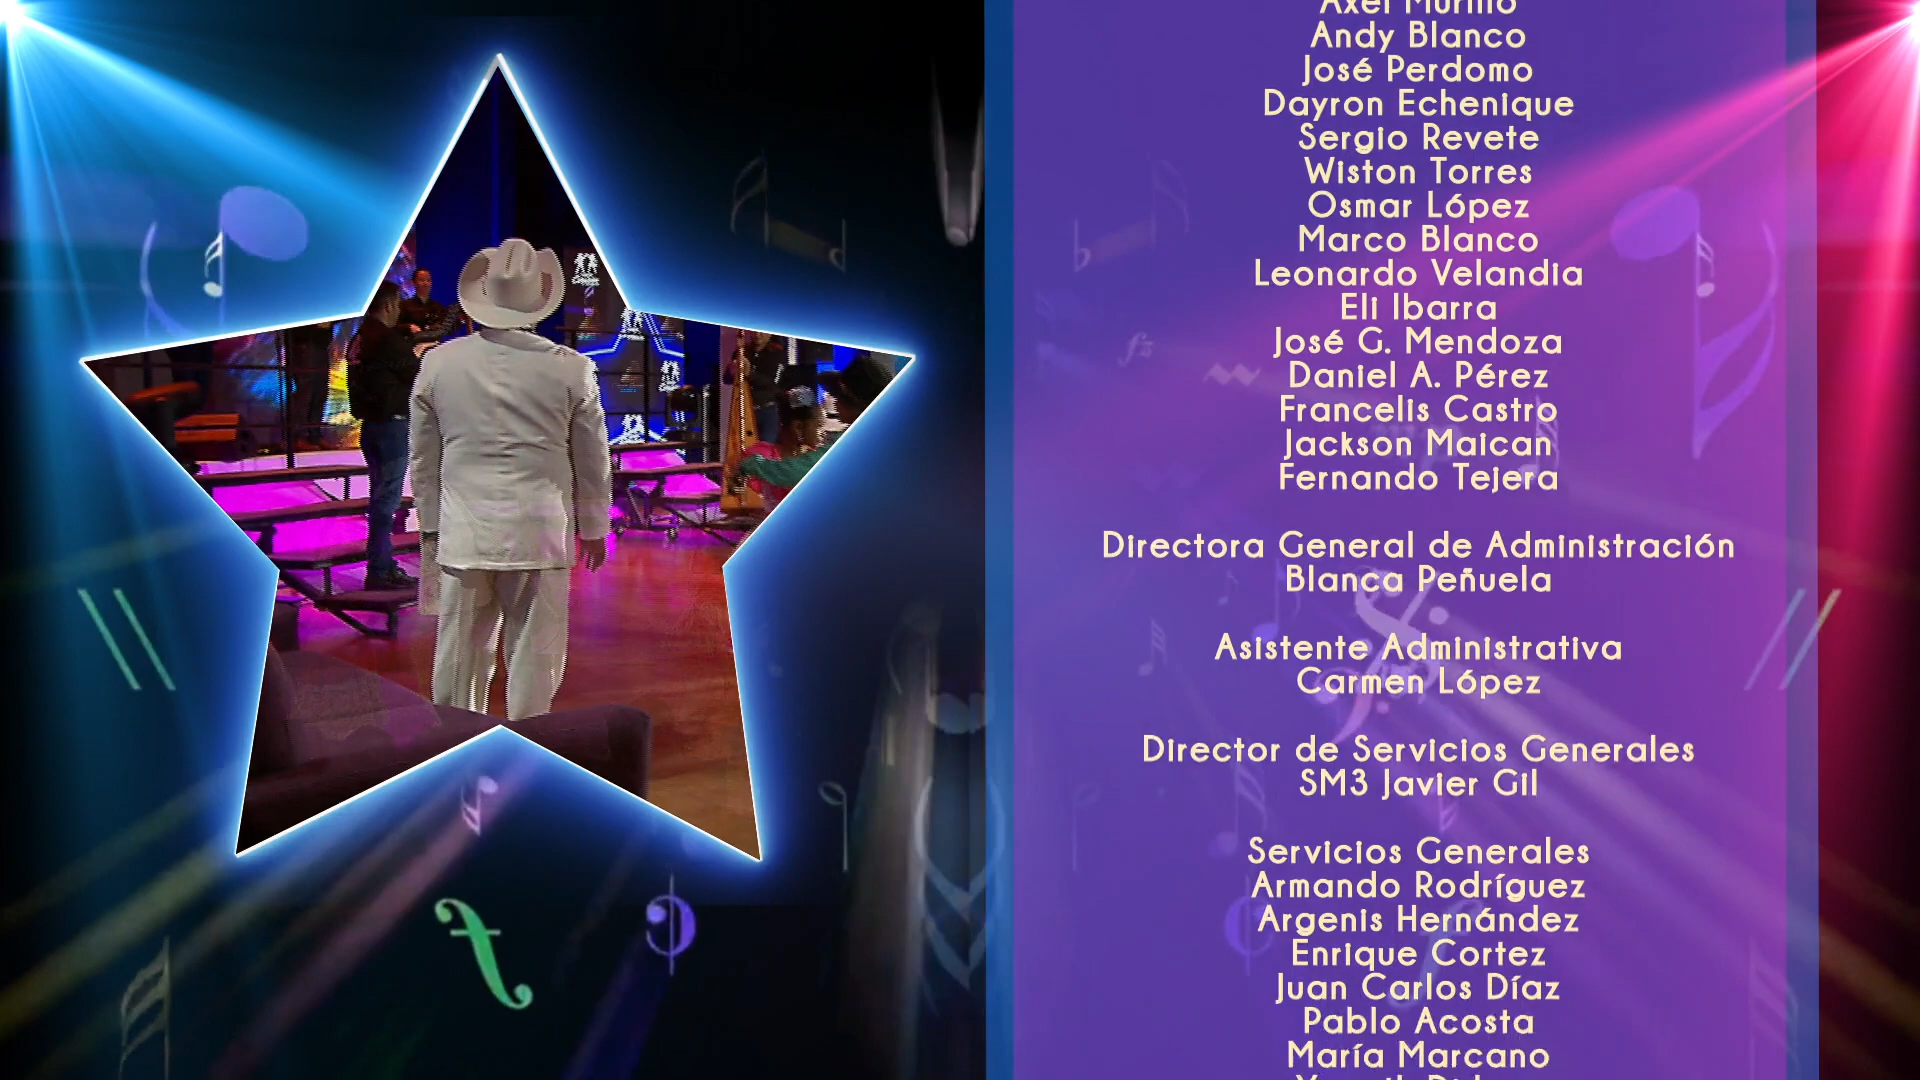 Axel Murillo
Andy Blanco
José Perdomo
Dayron Echenique
Sergio Revete
Wiston Torres
Osmar López
Marco Blanco
Leonardo Velandia
Eli Ibarra
José G. Mendoza
Daniel A. Pérez
Francelis Castro
Jackson Maican
Fernando Tejera
Directora General de Administración
Blanca Peñuela
Asistente Administrativa
Carmen López
Director de Servicios Generales
SM3 Javier Gil
Servicios Generales
Armando Rodríguez
Argenis Hernández
Enrique Cortez
Juan Carlos Díaz
Pablo Acosta
María Marcano